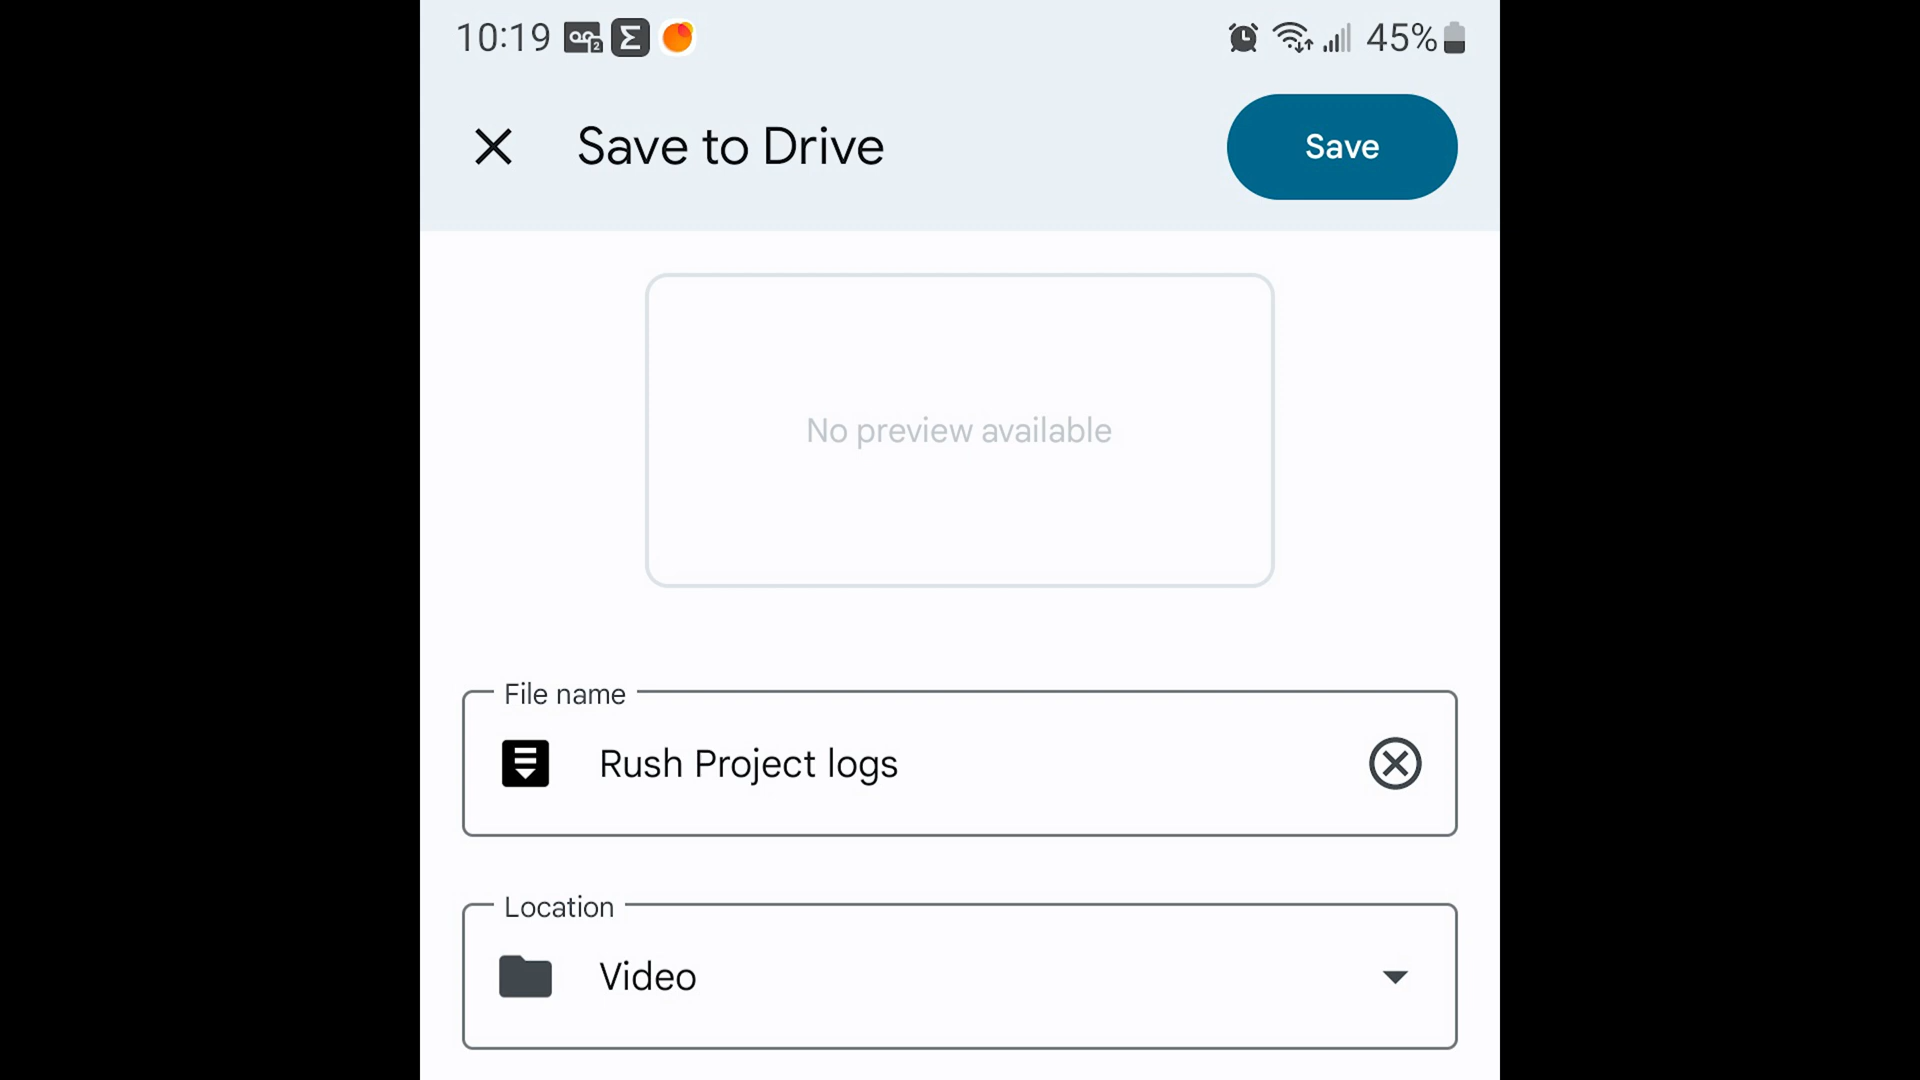 10:19
45%
Save to Drive
Save
No preview available
File name
Rush Project logs
Location
Video